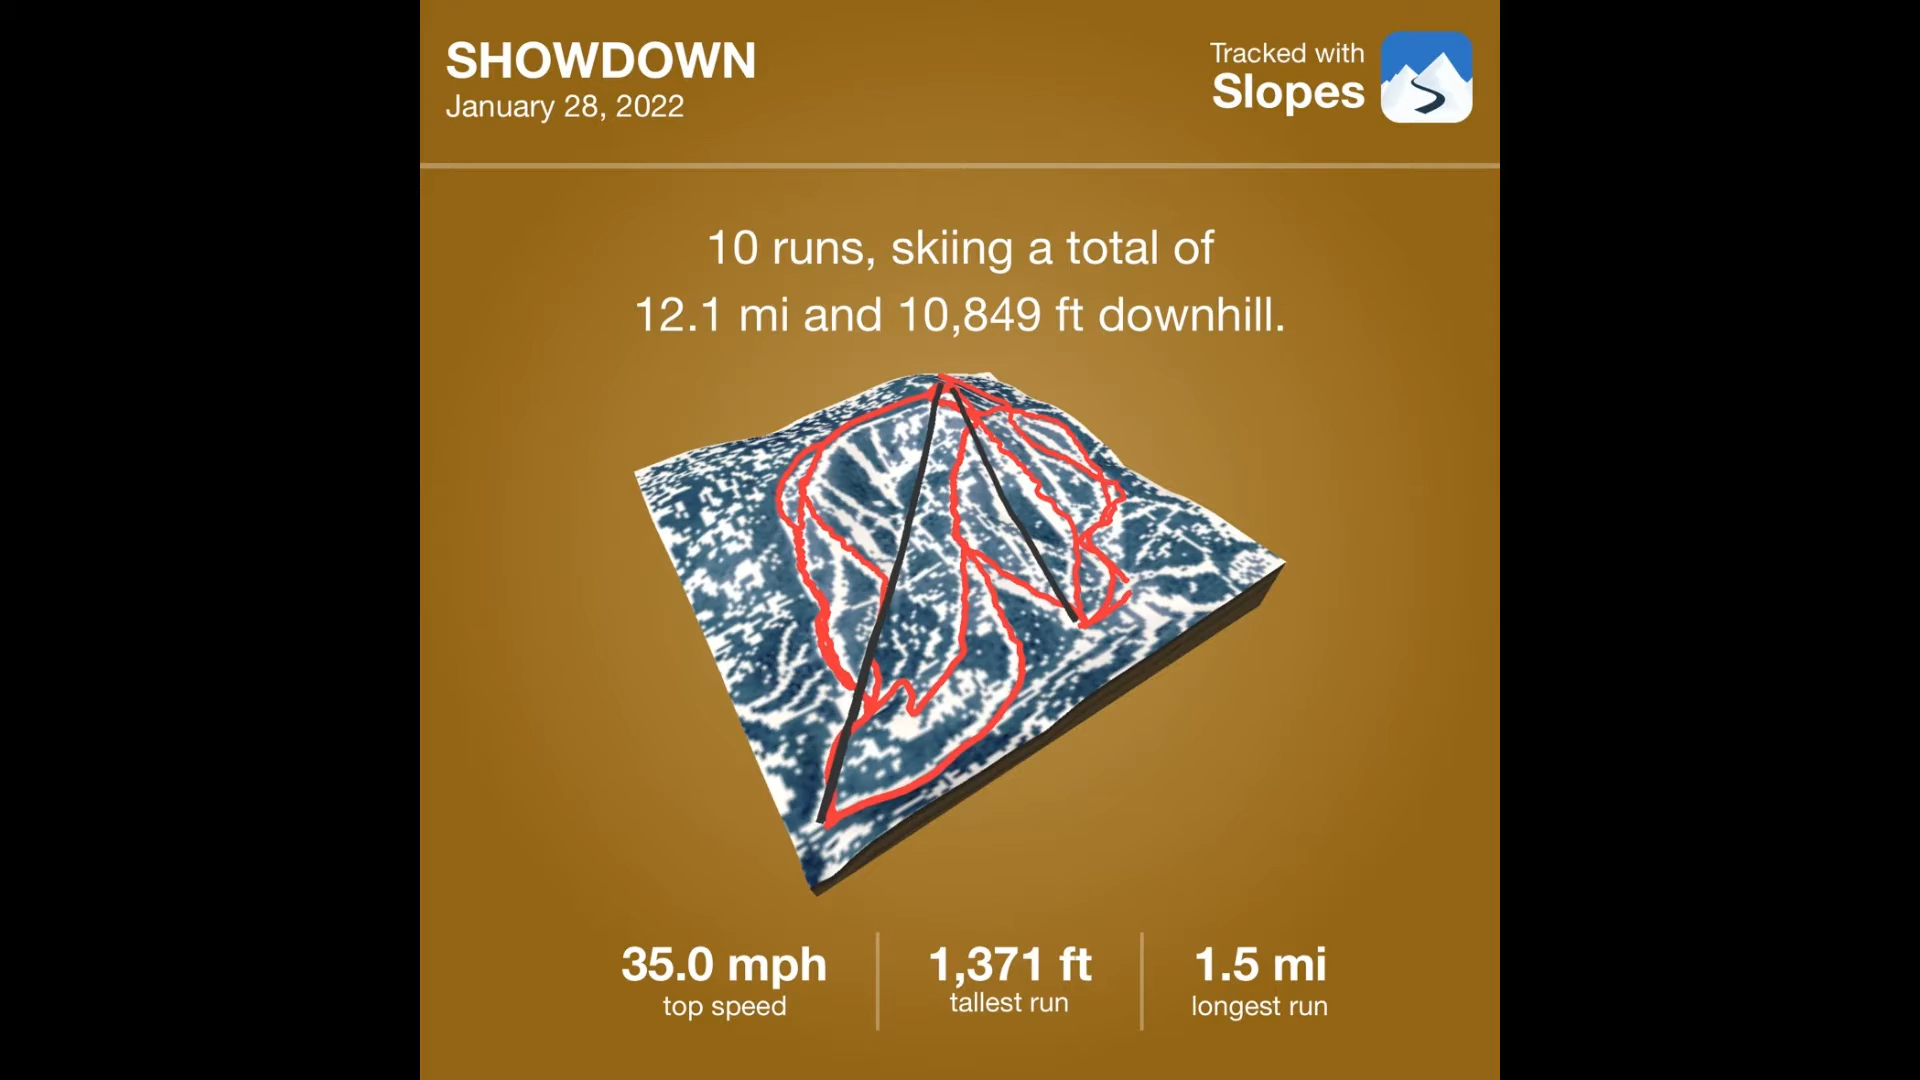 SHOWDOWN
January 28, 2022
Tracked with
Slopes
10 runs, skiing a total of
12.1 mi and 10,849 ft downhill.
35.0 mph
top speed
1,371 ft
tallest run
1.5 mi
longest run